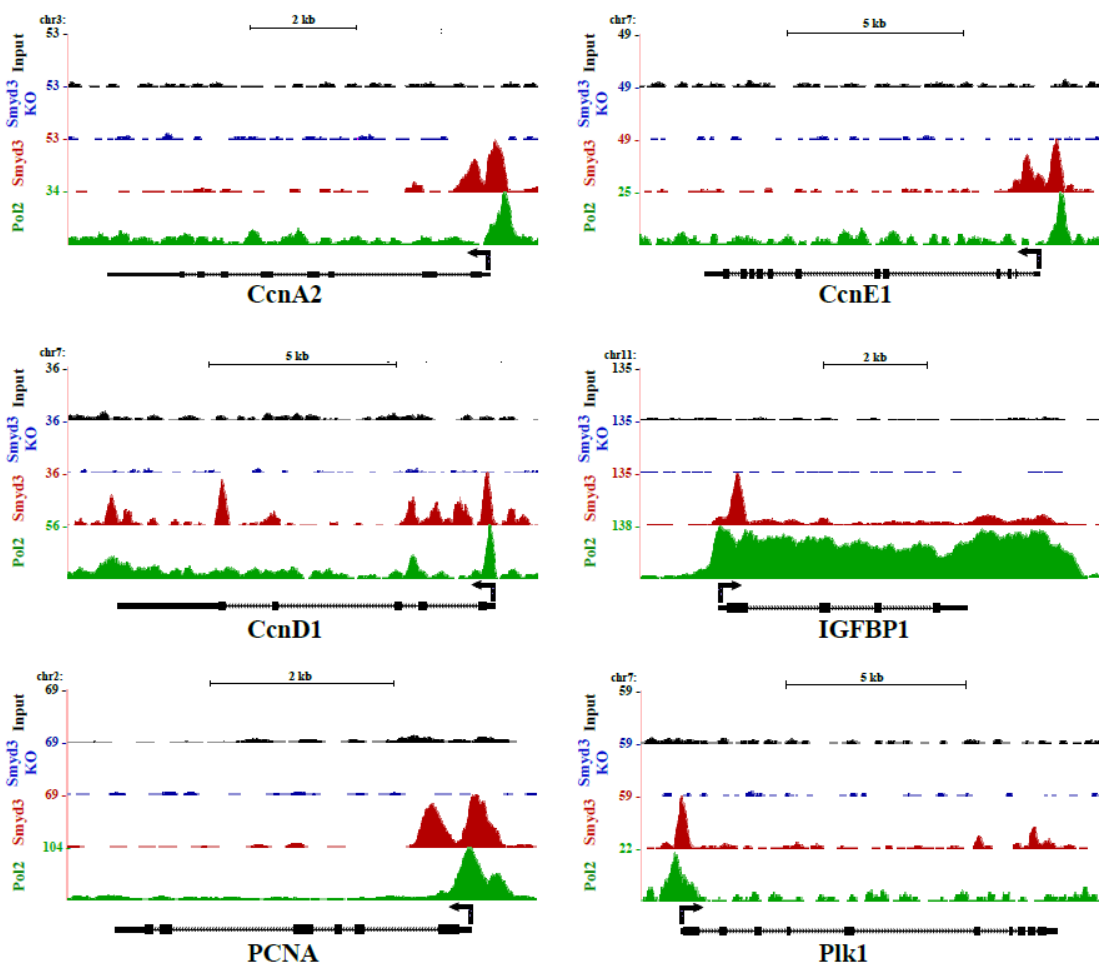 chr3:
2 kb
53
Input
53
Smyd3
KO
53
Smyd3
34
Pol2
CcnA2
chr7:
5 kb
49
Input
49
Smyd3
KO
49
Smyd3
25
Pol2
CcnE1
chr7:
5 kb
36
Input
36
Smyd3
KO
36
Smyd3
56
Pol2
CcnD1
chr11:
2 kb
135
Input
135
Smyd3
KO
135
Smyd3
138
Pol2
IGFBP1
chr2:
2 kb
69
Input
69
Smyd3
KO
69
Smyd3
104
Pol2
PCNA
chr7:
5 kb
59
Input
59
Smyd3
KO
59
Smyd3
22
Pol2
Plk1